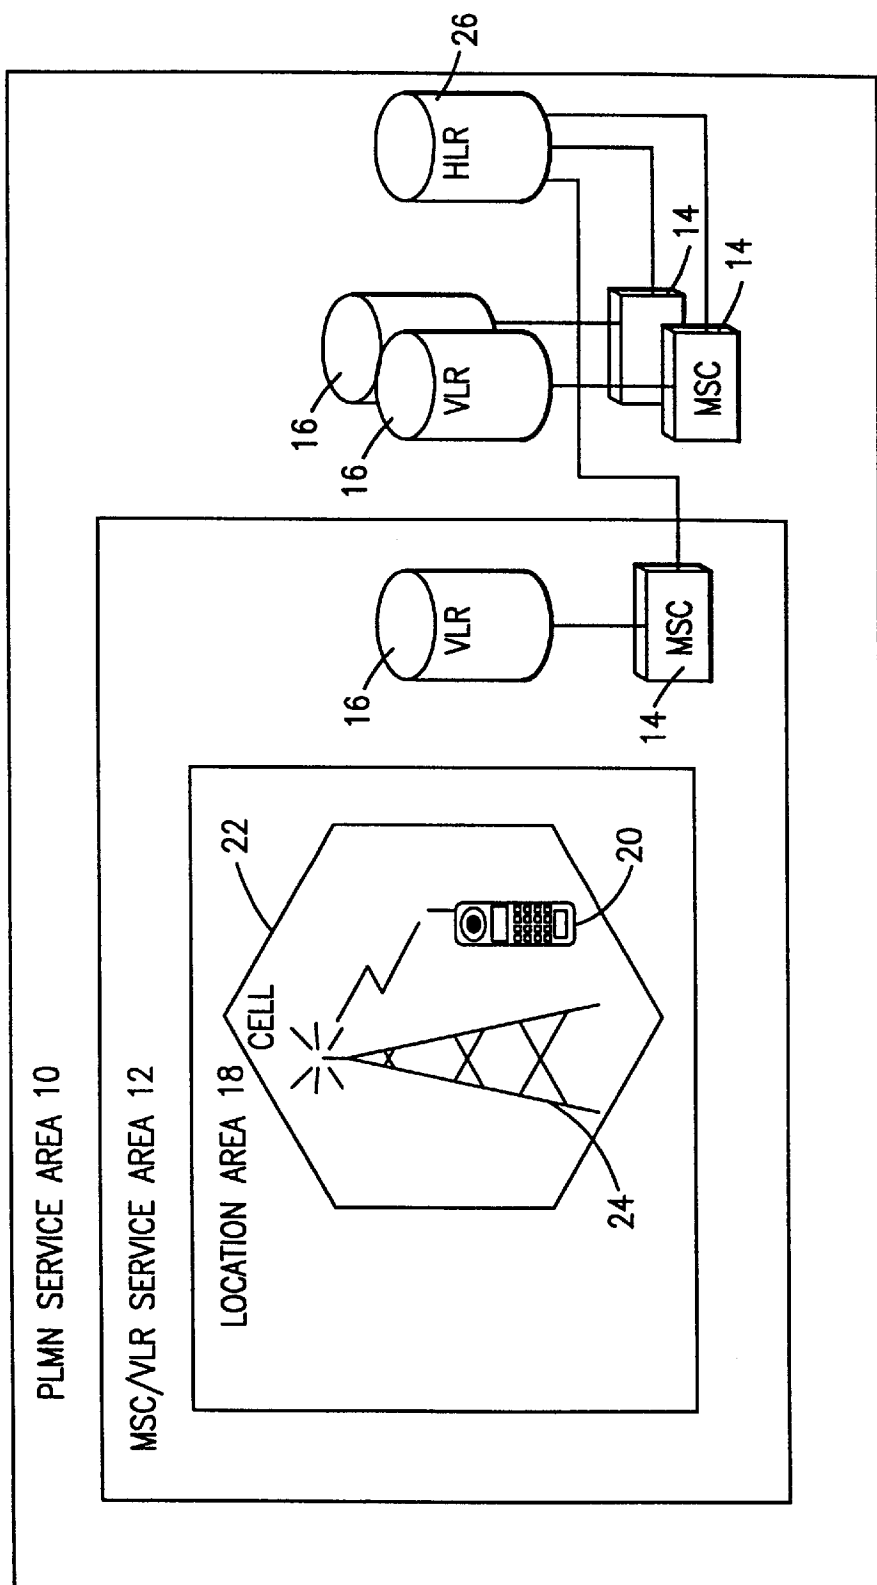 PLMN SERVICE AREA 10
MSC/VLR SERVICE AREA 12
LOCATION AREA 18
CELL
22
20
24
16
VLR
MSC
14
16
16
VLR
MSC
14
14
HLR
26